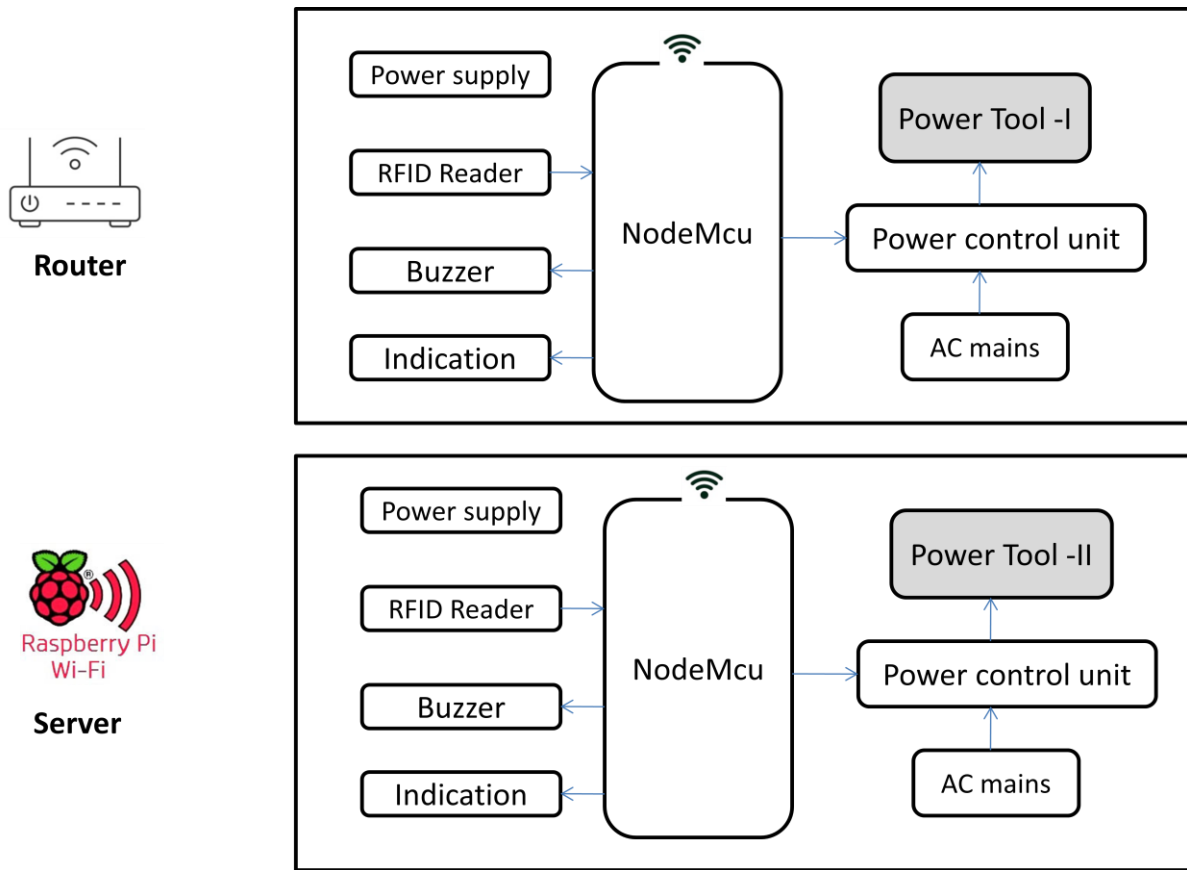 Router
Power supply
RFID Reader
Buzzer
Indication
NodeMcu
Power Tool -I
Power control unit
AC mains
®
Raspberry Pi
Wi-Fi
Server
Power supply
RFID Reader
Buzzer
Indication
NodeMcu
Power Tool -II
Power control unit
AC mains